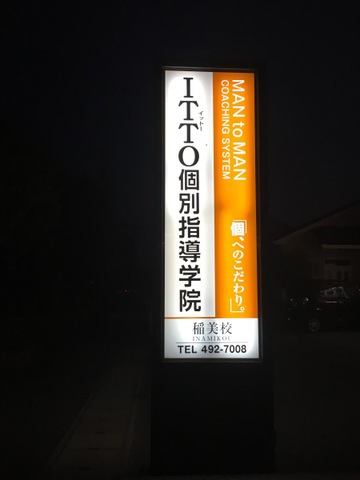 MAN to MAN
COACHING SYSTEM
「個」へのこだわり。
イットー
ITTO個別指導学院
稲美校
INAMIKOU
TEL 492-7008